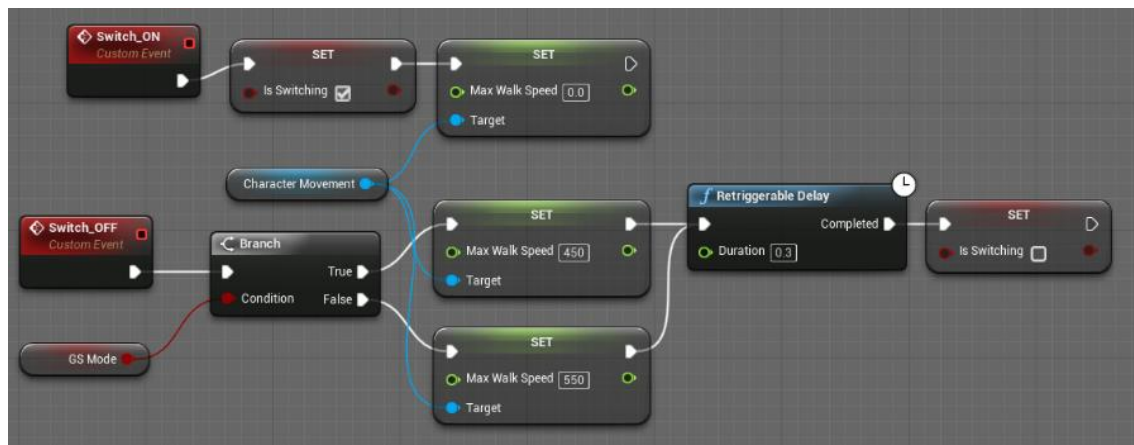 Switch_ON
Custom Event
SET
Is Switching
SET
Max Walk Speed 0.0
Target
Character Movement
Switch_OFF
Custom Event
Branch
True
Condition
False
GS Mode
SET
Max Walk Speed 450
Target
SET
Max Walk Speed 550
Target
f Retriggerable Delay
Completed
Duration 0.3
SET
Is Switching